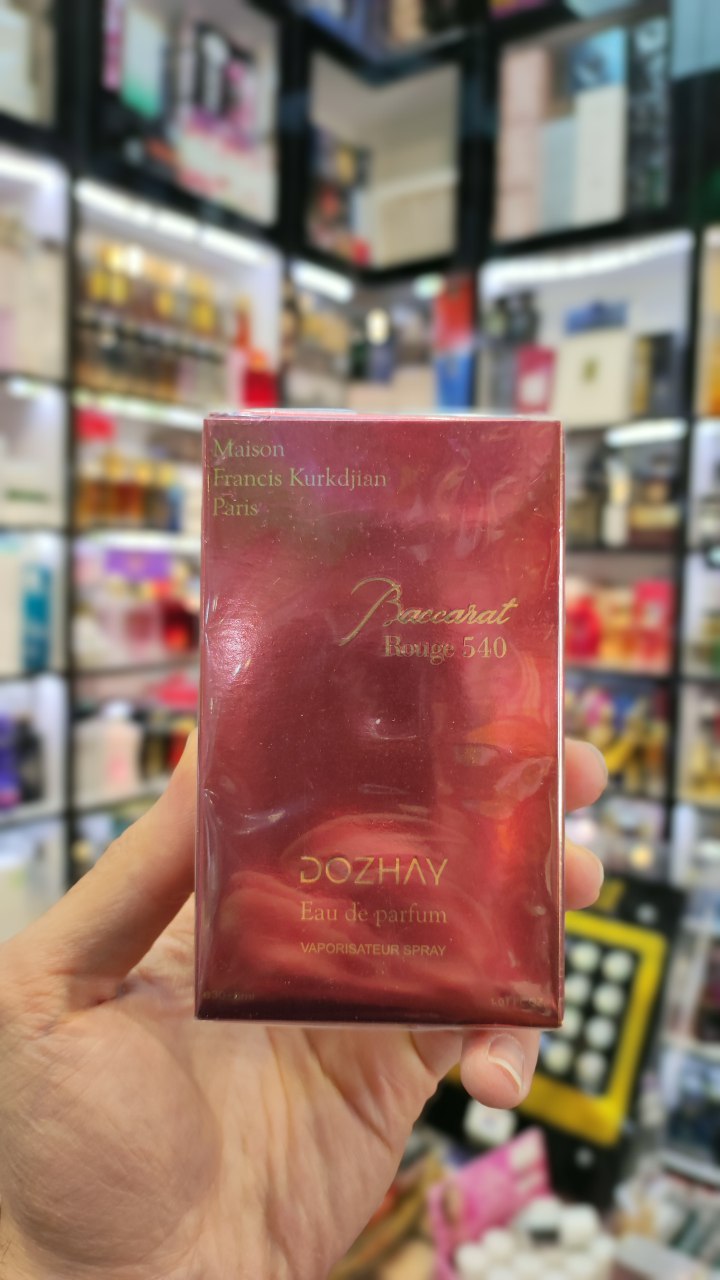 Maison
Francis Kurkdjian
Paris
Baccarat
Rouge 540
DOZHAY
Eau de parfum
VAPORISATEUR SPRAY